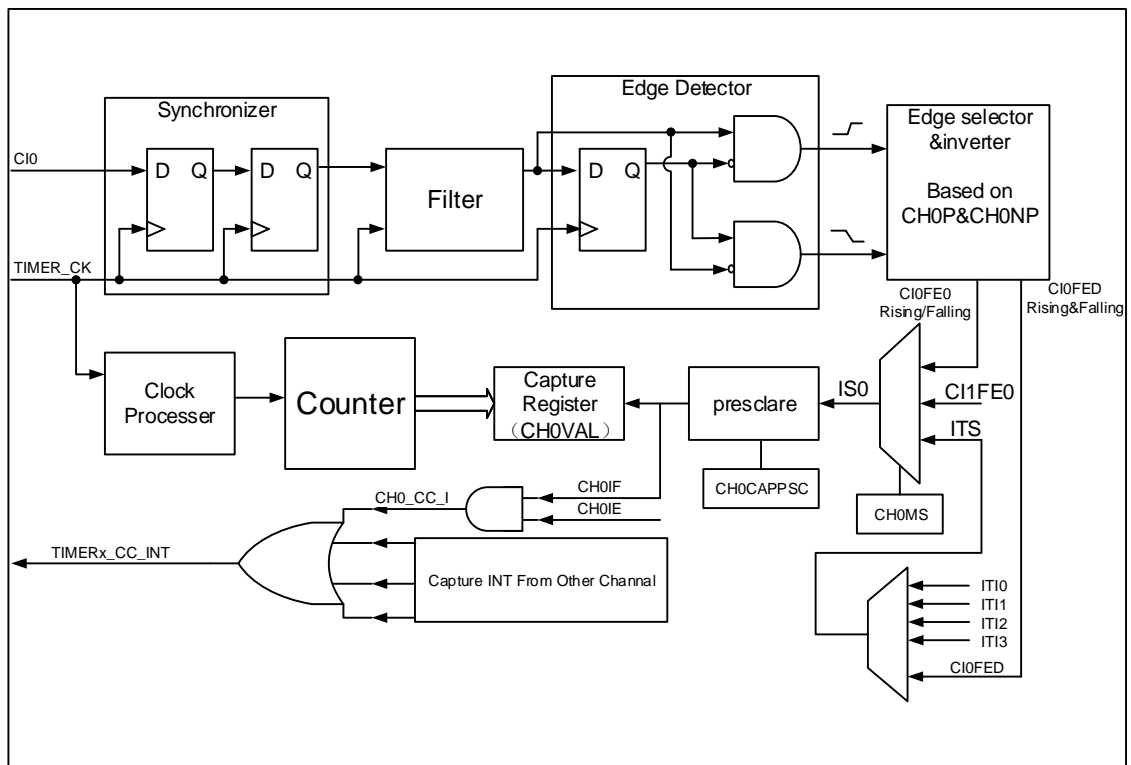 Synchronizer
Edge Detector
CI0
D Q
D Q
Filter
D Q
Edge selector
&inverter
Based on
CH0P&CH0NP
TIMER_CK
CI0FE0
Rising/Falling
CI0FED
Rising&Falling
Clock
Processer
Counter
Capture
Register
（CH0VAL）
presclare
IS0
CI1FE0
ITS
CH0CAPPSC
CH0MS
CH0IF
CH0_CC_I
CH0IE
TIMERx_CC_INT
Capture INT From Other Channal
ITI0
ITI1
ITI2
ITI3
CI0FED